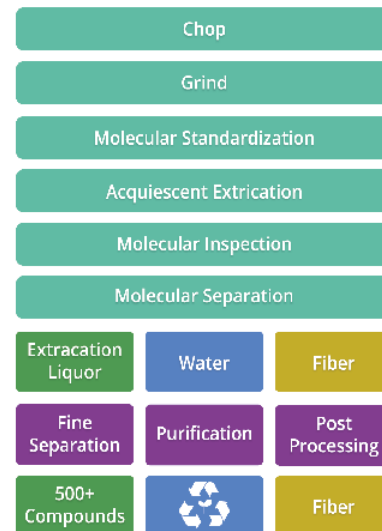 Chop
Grind
Molecular Standardization
Acquiescent Extrication
Molecular Inspection
Molecular Separation
Extracation
Liquor
Water
Fiber
Fine
Separation
Purification
Post
Processing
500+
Compounds
Fiber